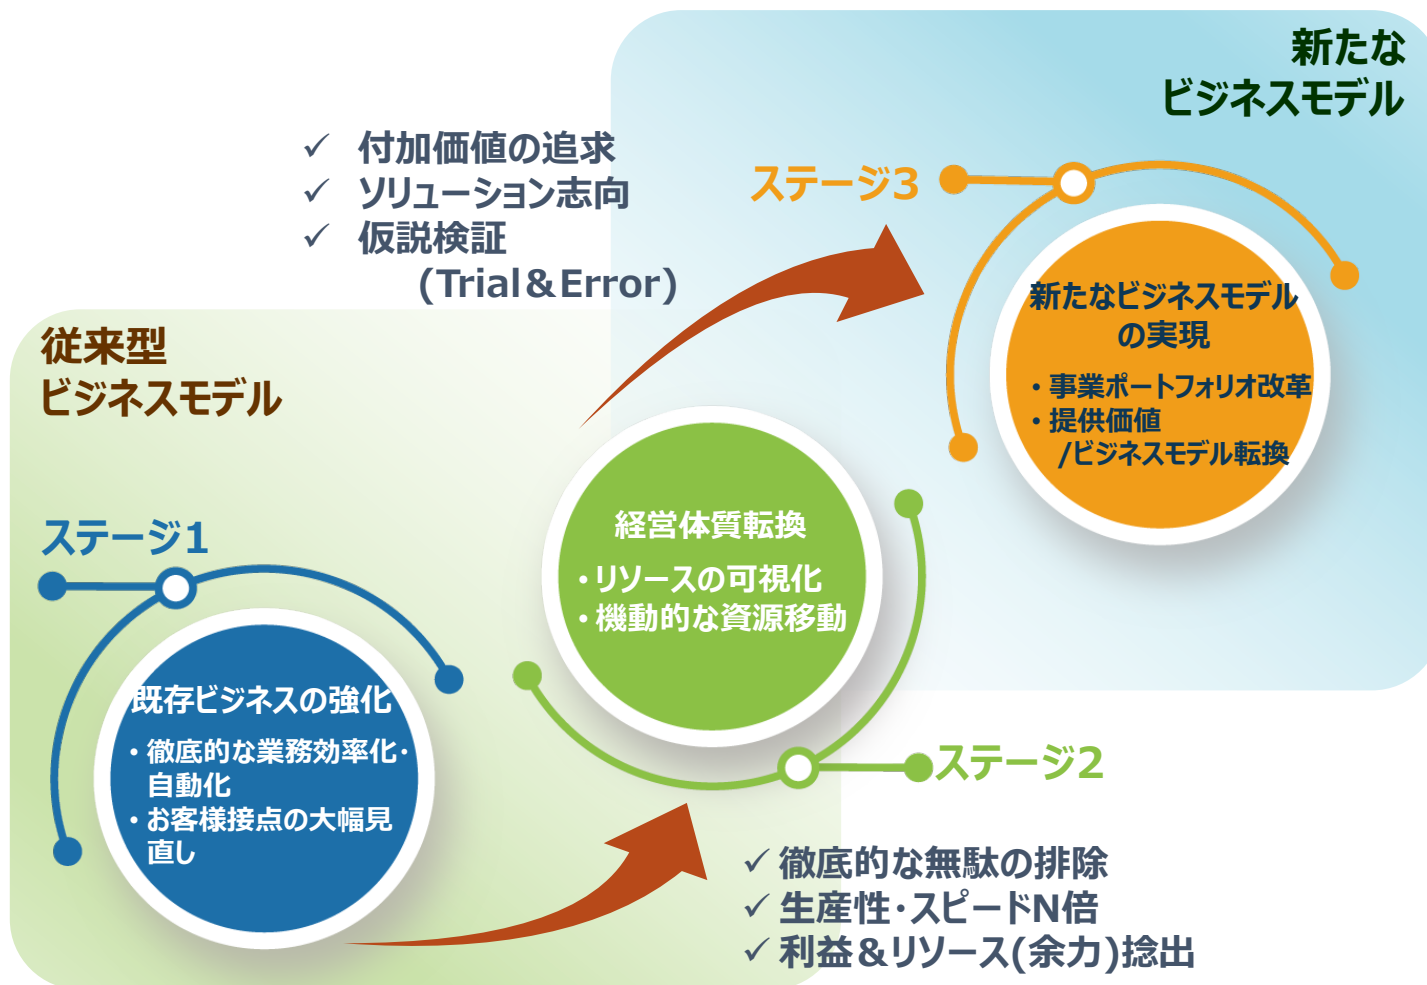 新たな
ビジネスモデル
✓ 付加価値の追求
✓ ソリューション志向
✓ 仮説検証
(Trial&Error)
ステージ3
新たなビジネスモデル
の実現
・事業ポートフォリオ改革
・提供価値
/ビジネスモデル転換
従来型
ビジネスモデル
経営体質転換
・リソースの可視化
・機動的な資源移動
ステージ1
既存ビジネスの強化
・徹底的な業務効率化・
自動化
・お客様接点の大幅見
直し
ステージ2
✓ 徹底的な無駄の排除
✓ 生産性・スピードN倍
✓ 利益&リソース(余力)捻出